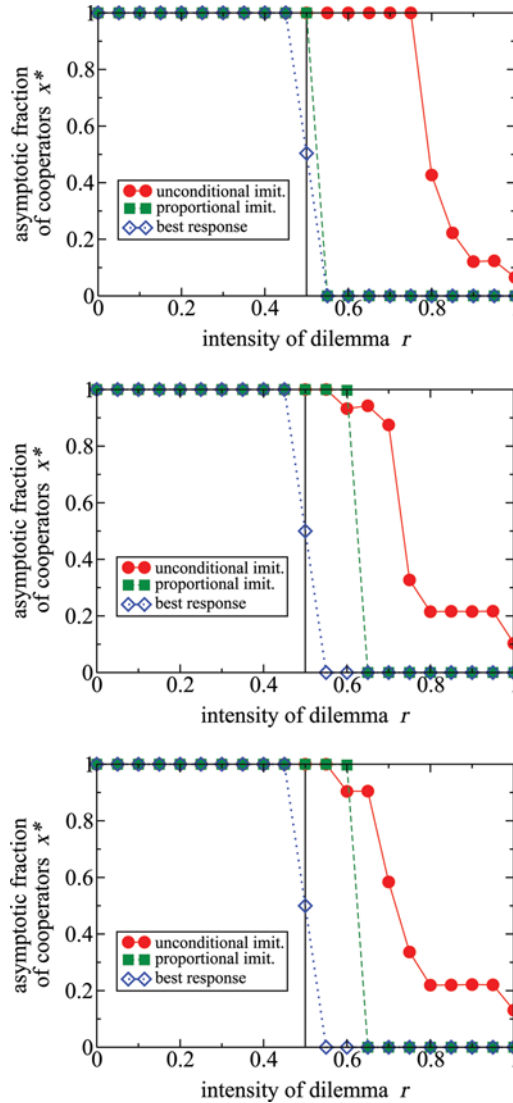 1
0.8
0.6
0.4
0.2
0
asymptotic fraction
of cooperators x*
unconditional imit.
proportional imit.
best response
0 0.2 0.4 0.6 0.8
intensity of dilemma r
1
0.8
0.6
0.4
0.2
0
asymptotic fraction
of cooperators x*
unconditional imit.
proportional imit.
best response
0 0.2 0.4 0.6 0.8
intensity of dilemma r
1
0.8
0.6
0.4
0.2
0
asymptotic fraction
of cooperators x*
unconditional imit.
proportional imit.
best response
0 0.2 0.4 0.6 0.8
intensity of dilemma r